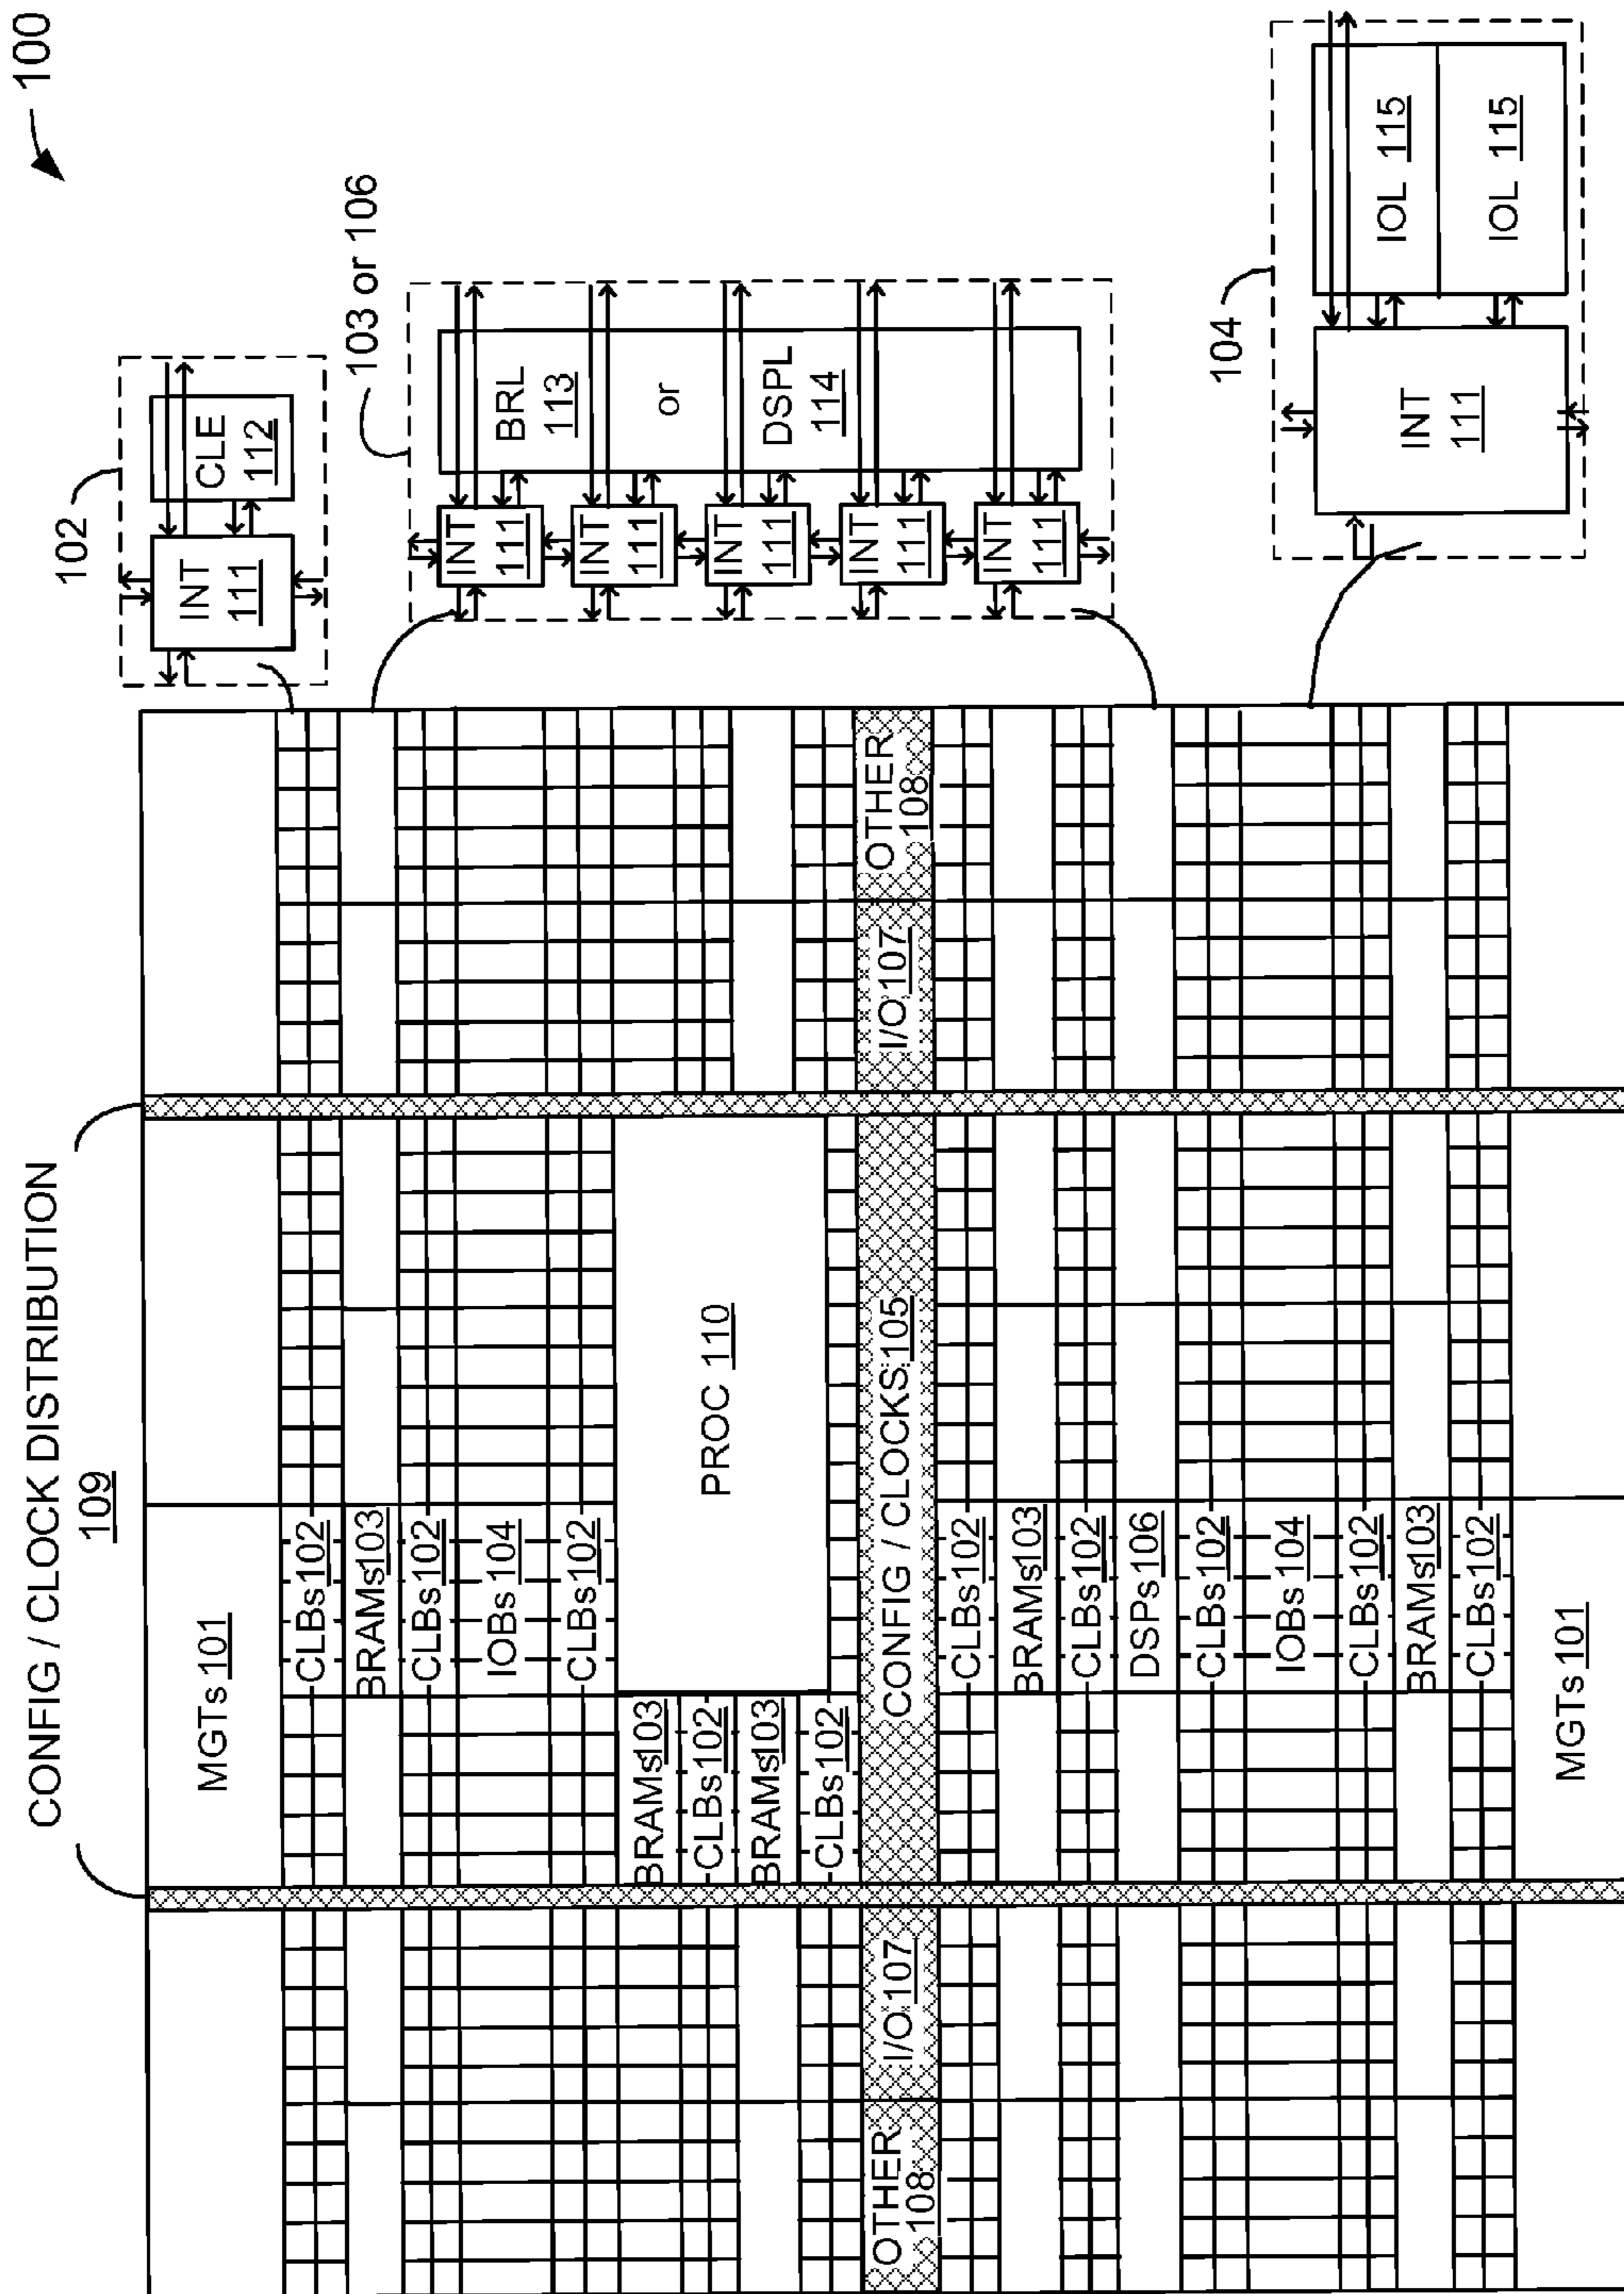 100
CONFIG / CLOCK DISTRIBUTION
109
MGTs 101
CLBs 102
BRAMs 103
CLBs 102
IOBs 104
CLBs 102
BRAMs 103
CLBs 102
BRAMs 103
CLBs 102
PROC 110
OTHER
108
I/O 107
CONFIG / CLOCKS 105
I/O 107
OTHER
108
CLBs 102
BRAMs 103
CLBs 102
DSPs 106
CLBs 102
IOBs 104
CLBs 102
BRAMs 103
CLBs 102
MGTs 101
102
INT
111
CLE
112
103 or 106
INT
111
INT
111
INT
111
INT
111
INT
111
BRL
113
or
DSPL
114
104
INT
111
IOL 115
IOL 115